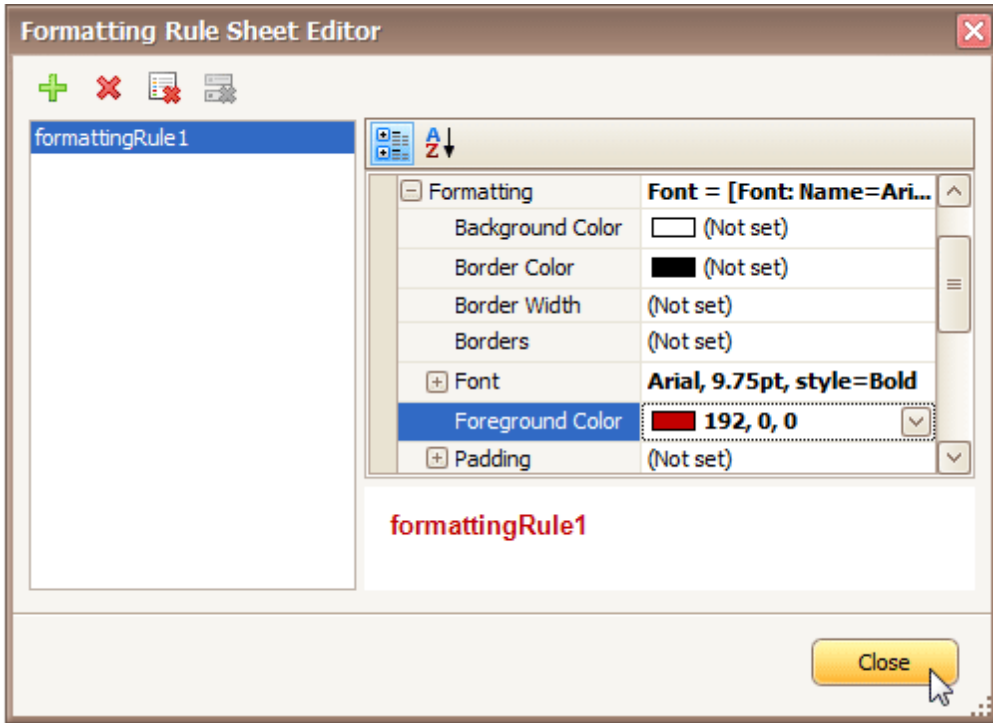 Formatting Rule Sheet Editor
formattingRule1
A
Z
Formatting Font = [Font: Name=Ari...
Background Color (Not set)
Border Color (Not set)
Border Width (Not set)
Borders (Not set)
Font Arial, 9.75pt, style=Bold
Foreground Color 192, 0, 0
Padding (Not set)
formattingRule1
Close